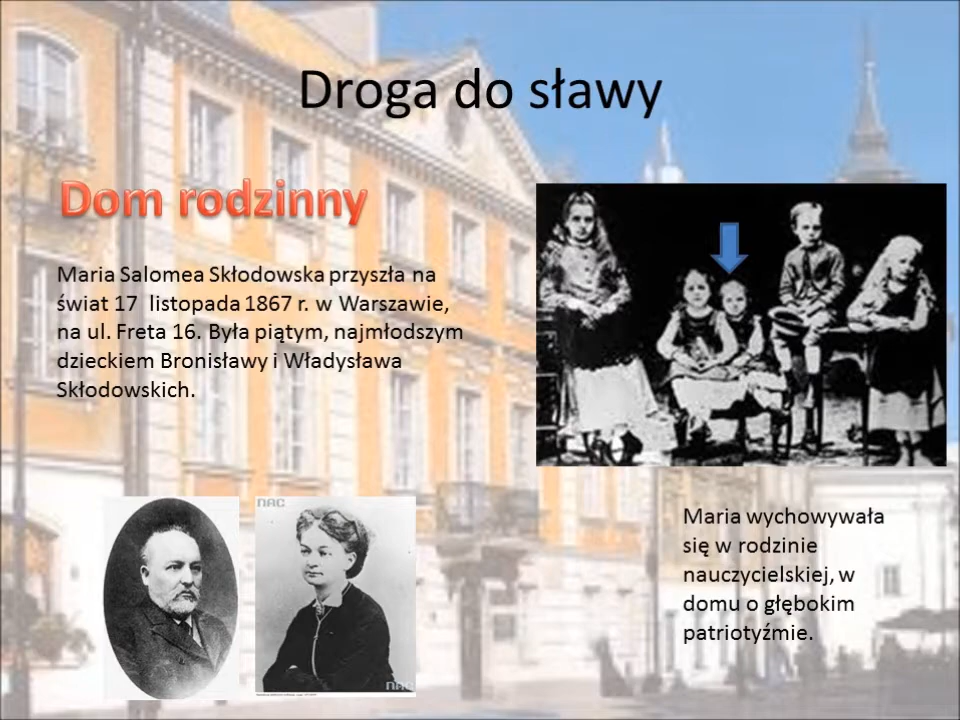 Droga do sławy
Dom rodzinny
Maria Salomea Skłodowska przyszła na
świat 17 listopada 1867 r. w Warszawie,
na ul. Freta 16. Była piątym, najmłodszym
dzieckiem Bronisławy i Władysława
Skłodowskich.
NAC
NAC
Maria wychowywała
się w rodzinie
nauczycielskiej, w
domu o głębokim
patriotyźmie.